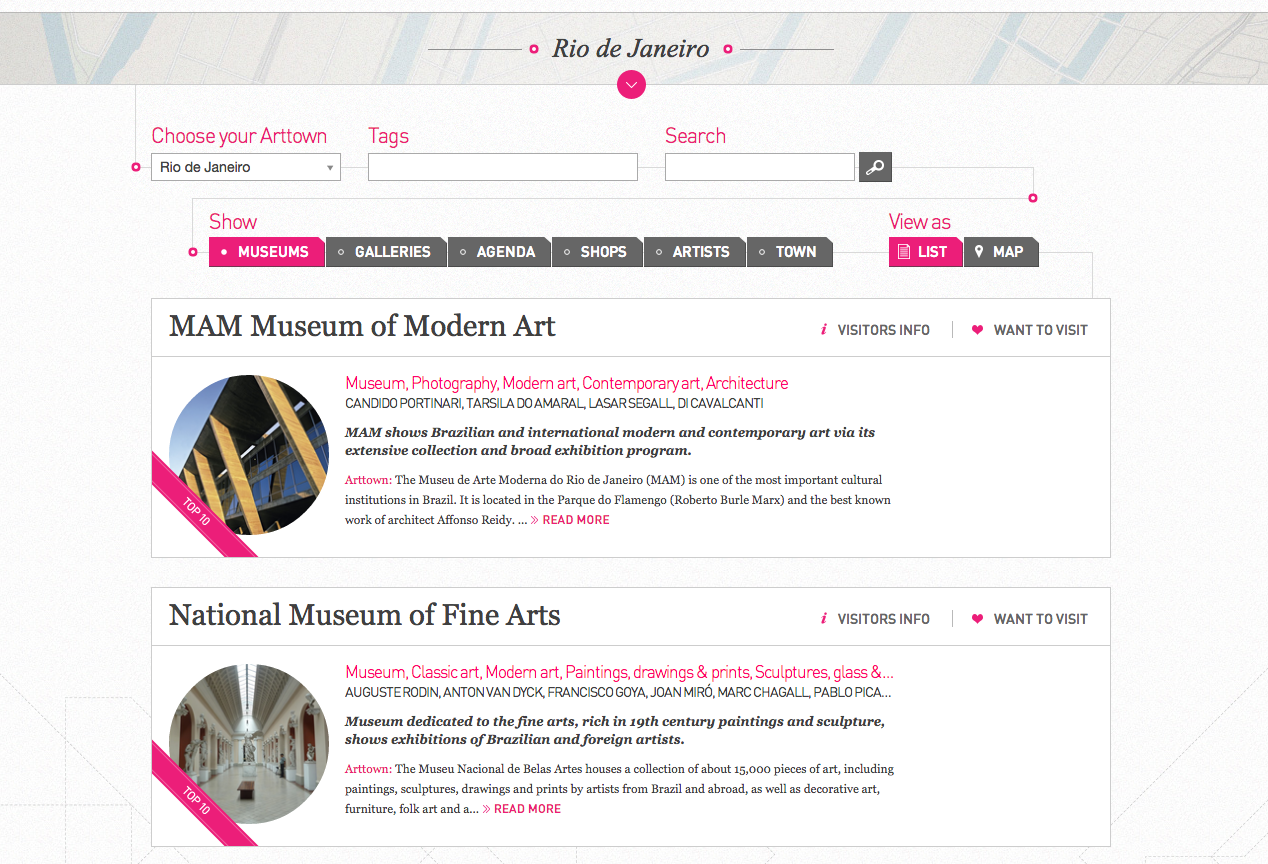 Rio de Janeiro
Choose your Arttown Tags Search
Rio de Janeiro
Show View as
MUSEUMS GALLERIES AGENDA SHOPS ARTISTS TOWN LIST MAP
MAM Museum of Modern Art
i VISITORS INFO WANT TO VISIT
Museum, Photography, Modern art, Contemporary art, Architecture
CANDIDO PORTINARI, TARSILA DO AMARAL, LASAR SEGALL, DI CAVALCANTI
MAM shows Brazilian and international modern and contemporary art via its
extensive collection and broad exhibition program.
Arttown: The Museu de Arte Moderna do Rio de Janeiro (MAM) is one of the most important cultural
institutions in Brazil. It is located in the Parque do Flamengo (Roberto Burle Marx) and the best known
work of architect Affonso Reidy. ... » READ MORE
TOP 10
National Museum of Fine Arts
i VISITORS INFO WANT TO VISIT
Museum, Classic art, Modern art, Paintings, drawings & prints, Sculptures, glass &...
AUGUSTE RODIN, ANTON VAN DYCK, FRANCISCO GOYA, JOAN MIRÓ, MARC CHAGALL, PABLO PICA...
Museum dedicated to the fine arts, rich in 19th century paintings and sculpture,
shows exhibitions of Brazilian and foreign artists.
Arttown: The Museu Nacional de Belas Artes houses a collection of about 15,000 pieces of art, including
paintings, sculptures, drawings and prints by artists from Brazil and abroad, as well as decorative art,
furniture, folk art and a... » READ MORE
TOP 10